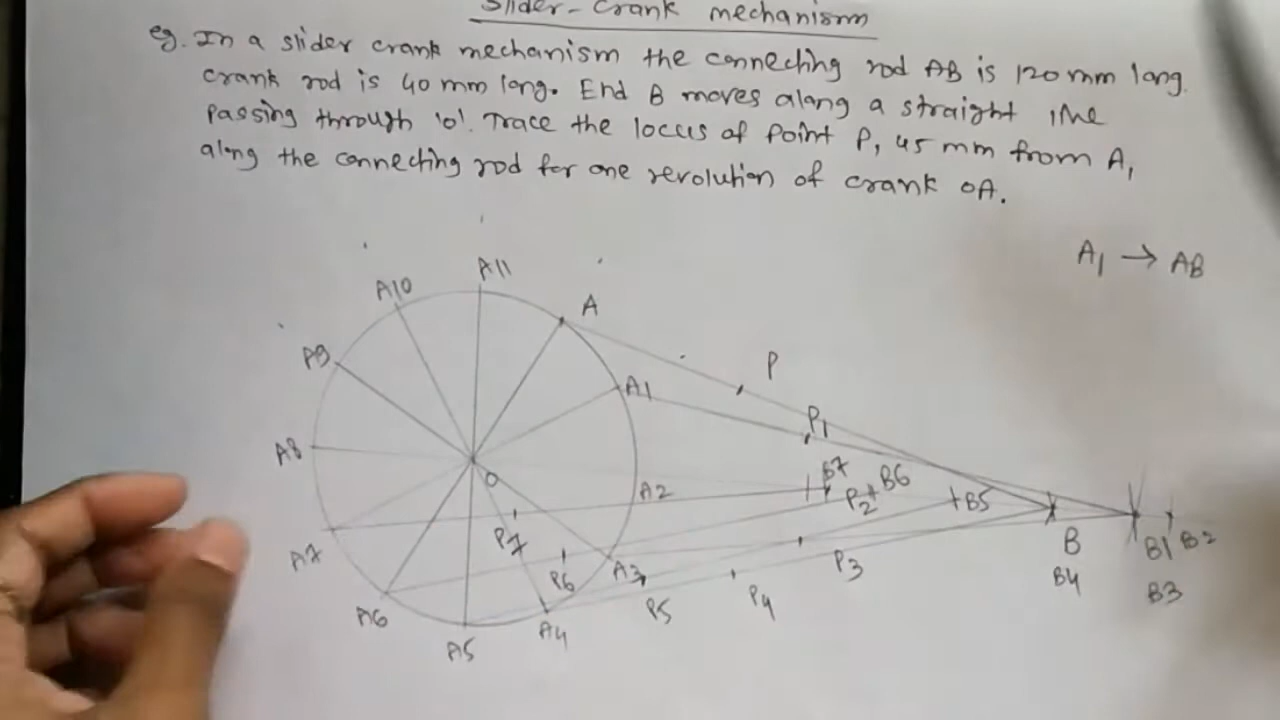 Slider-Crank mechanism
eg. In a slider crank mechanism the connecting rod AB is 120 mm long.
crank rod is 40 mm long. End B moves along a straight line
passing through 'O'. Trace the locus of point P, 45 mm from A,
along the connecting rod for one revolution of crank OA.
A1 → AB
A11
A10
A
P
A9
A1
P1
A8
O
A2
B7
P2
B6
B5
P7
A7
P6
A3
P3
B
B1
B2
B4
B3
A6
P5
P4
A5
A4